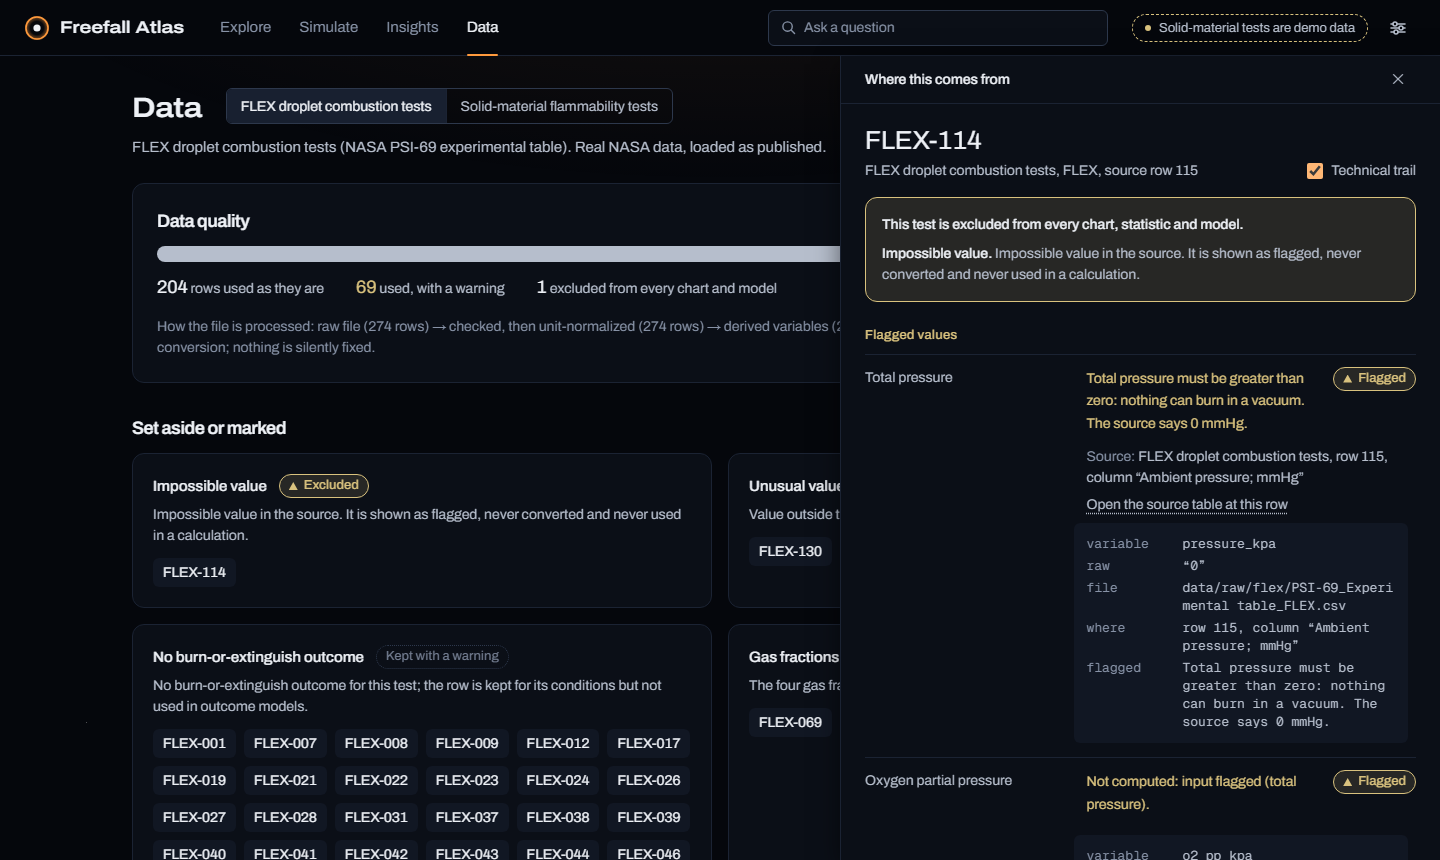 Freefall Atlas
Explore
Simulate
Insights
Data
Ask a question
Solid-material tests are demo data
Data
FLEX droplet combustion tests
Solid-material flammability tests
FLEX droplet combustion tests (NASA PSI-69 experimental table). Real NASA data, loaded as published.
Data quality
204 rows used as they are
69 used, with a warning
1 excluded from every chart and model
How the file is processed: raw file (274 rows) → checked, then unit-normalized (274 rows) → derived variables (2
conversion; nothing is silently fixed.
Set aside or marked
Impossible value
▲ Excluded
Impossible value in the source. It is shown as flagged, never converted and never used
in a calculation.
FLEX-114
Unusual value
Value outside t
FLEX-130
No burn-or-extinguish outcome
Kept with a warning
No burn-or-extinguish outcome for this test; the row is kept for its conditions but not
used in outcome models.
FLEX-001 FLEX-007 FLEX-008 FLEX-009 FLEX-012 FLEX-017
FLEX-019 FLEX-021 FLEX-022 FLEX-023 FLEX-024 FLEX-026
FLEX-027 FLEX-028 FLEX-031 FLEX-037 FLEX-038 FLEX-039
FLEX-040 FLEX-041 FLEX-042 FLEX-043 FLEX-044 FLEX-046
Gas fractions
The four gas fra
FLEX-069
Where this comes from
FLEX-114
FLEX droplet combustion tests, FLEX, source row 115
Technical trail
This test is excluded from every chart, statistic and model.
Impossible value. Impossible value in the source. It is shown as flagged, never
converted and never used in a calculation.
Flagged values
Total pressure
Total pressure must be greater than
zero: nothing can burn in a vacuum.
The source says 0 mmHg.
▲ Flagged
Source: FLEX droplet combustion tests, row 115,
column “Ambient pressure; mmHg”
Open the source table at this row
variable pressure_kpa
raw “0”
file data/raw/flex/PSI-69_Experi
mental table_FLEX.csv
where row 115, column “Ambient
pressure; mmHg”
flagged Total pressure must be
greater than zero: nothing
can burn in a vacuum. The
source says 0 mmHg.
Oxygen partial pressure
Not computed: input flagged (total
pressure).
▲ Flagged
variable o2_pp_kpa